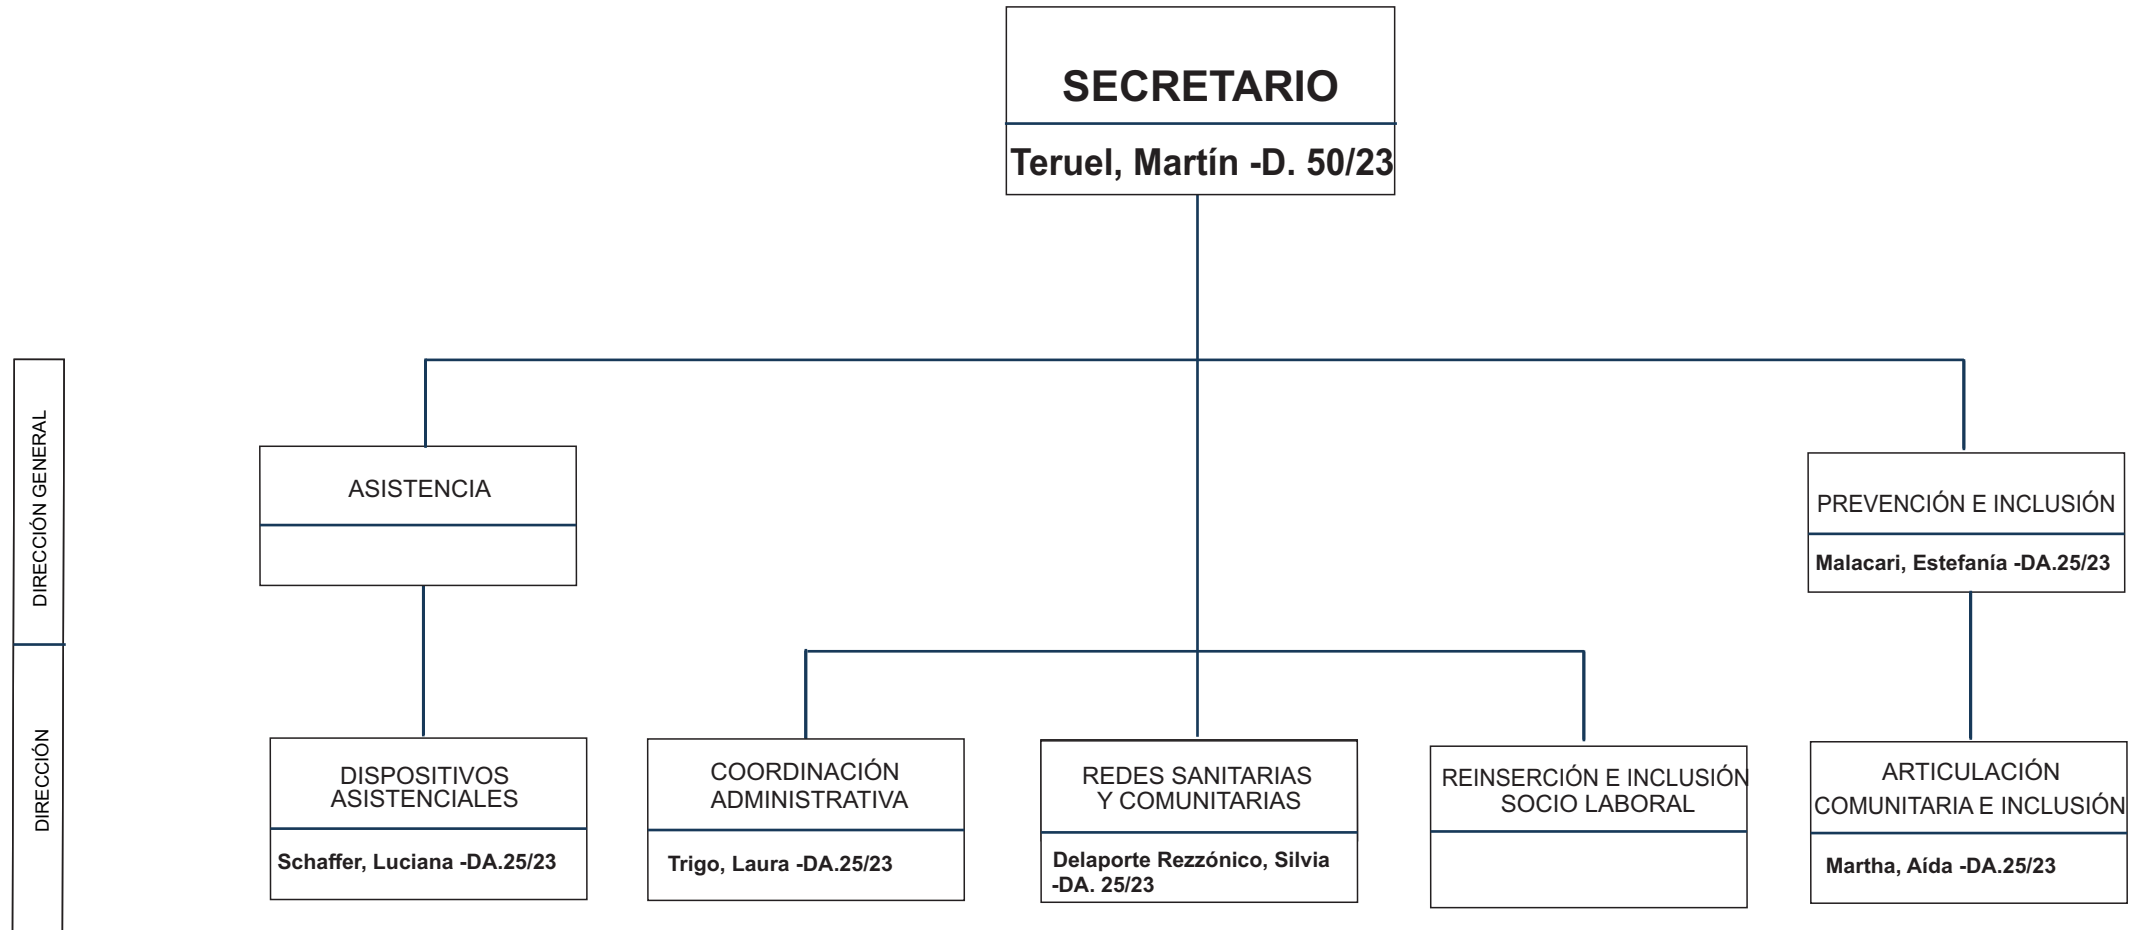 SECRETARIO
Teruel, Martín -D. 50/23
DIRECCIÓN GENERAL
ASISTENCIA
PREVENCIÓN E INCLUSIÓN
Malacari, Estefanía -DA.25/23
DIRECCIÓN
DISPOSITIVOS
ASISTENCIALES
Schaffer, Luciana -DA.25/23
COORDINACIÓN
ADMINISTRATIVA
Trigo, Laura -DA.25/23
REDES SANITARIAS
Y COMUNITARIAS
Delaporte Rezzónico, Silvia
-DA. 25/23
REINSERCIÓN E INCLUSIÓN
SOCIO LABORAL
ARTICULACIÓN
COMUNITARIA E INCLUSIÓN
Martha, Aída -DA.25/23